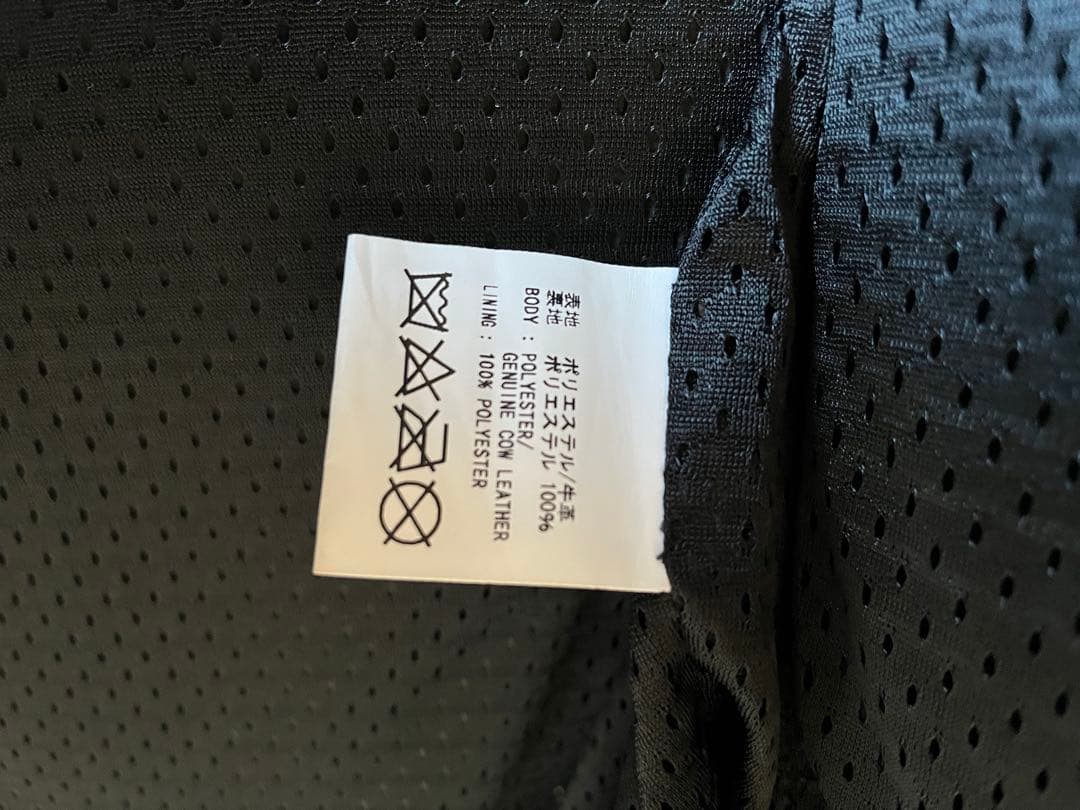 表地 ポリエステル/牛革
裏地 ポリエステル 100%
BODY : POLYESTER/
GENUINE COW LEATHER
LINING : 100% POLYESTER